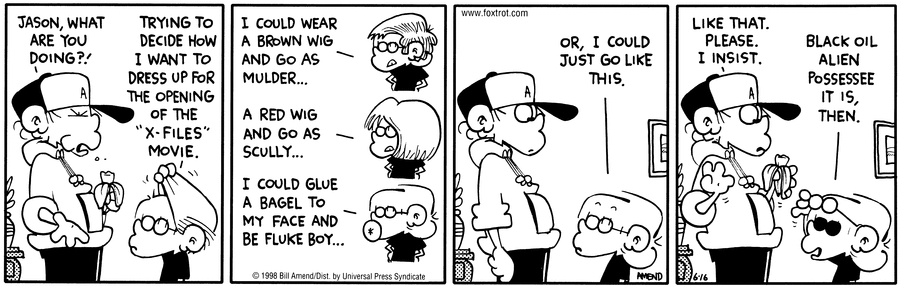 JASON, WHAT
ARE YOU
DOING?!
TRYING TO
DECIDE HOW
I WANT TO
DRESS UP FOR
THE OPENING
OF THE
"X-FILES"
MOVIE.
A
I COULD WEAR
A BROWN WIG
AND GO AS
MULDER...
A RED WIG
AND GO AS
SCULLY...
I COULD GLUE
A BAGEL TO
MY FACE AND
BE FLUKE BOY...
© 1998 Bill Amend/Dist. by Universal Press Syndicate
www.foxtrot.com
OR, I COULD
JUST GO LIKE
THIS.
A
AMEND
LIKE THAT.
PLEASE.
I INSIST.
BLACK OIL
ALIEN
POSSESSEE
IT IS,
THEN.
A
6-16